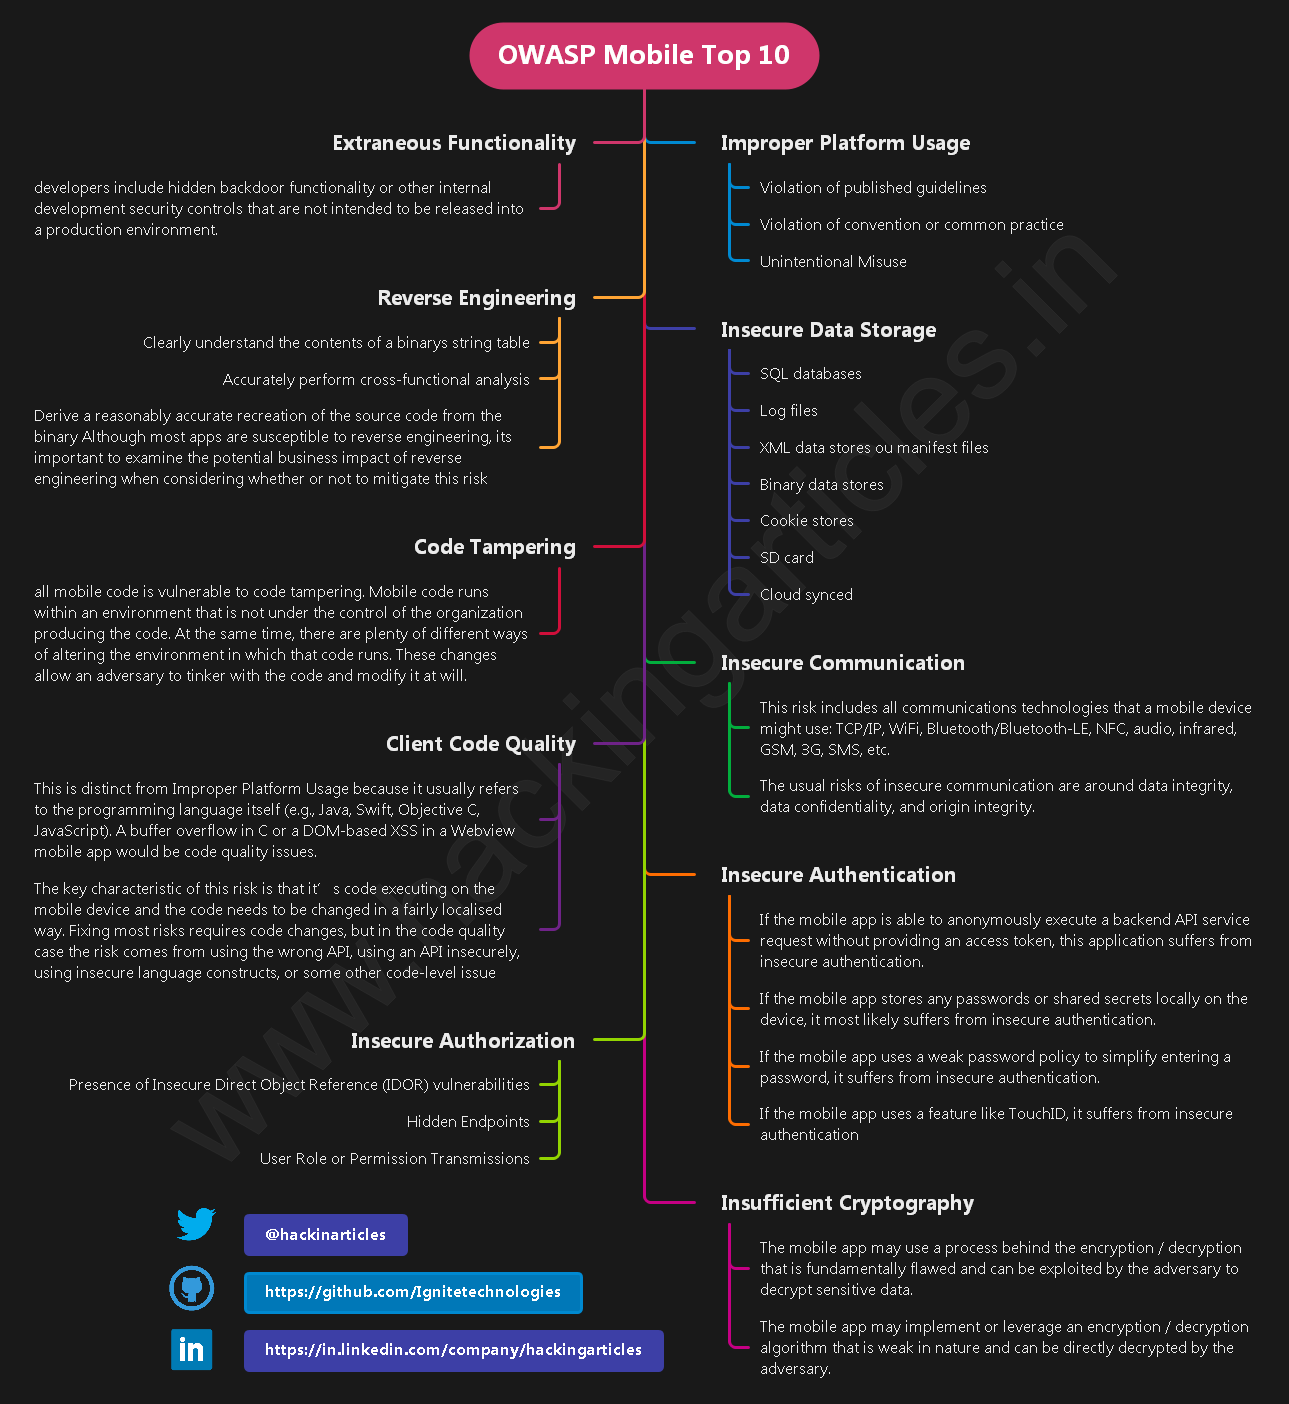 OWASP Mobile Top 10
Extraneous Functionality
developers include hidden backdoor functionality or other internal
development security controls that are not intended to be released into
a production environment.
Reverse Engineering
Clearly understand the contents of a binarys string table
Accurately perform cross-functional analysis
Derive a reasonably accurate recreation of the source code from the
binary Although most apps are susceptible to reverse engineering, its
important to examine the potential business impact of reverse
engineering when considering whether or not to mitigate this risk
Code Tampering
all mobile code is vulnerable to code tampering. Mobile code runs
within an environment that is not under the control of the organization
producing the code. At the same time, there are plenty of different ways
of altering the environment in which that code runs. These changes
allow an adversary to tinker with the code and modify it at will.
Client Code Quality
This is distinct from Improper Platform Usage because it usually refers
to the programming language itself (e.g., Java, Swift, Objective C,
JavaScript). A buffer overflow in C or a DOM-based XSS in a Webview
mobile app would be code quality issues.
The key characteristic of this risk is that it’ s code executing on the
mobile device and the code needs to be changed in a fairly localised
way. Fixing most risks requires code changes, but in the code quality
case the risk comes from using the wrong API, using an API insecurely,
using insecure language constructs, or some other code-level issue
Insecure Authorization
Presence of Insecure Direct Object Reference (IDOR) vulnerabilities
Hidden Endpoints
User Role or Permission Transmissions
Improper Platform Usage
Violation of published guidelines
Violation of convention or common practice
Unintentional Misuse
Insecure Data Storage
SQL databases
Log files
XML data stores ou manifest files
Binary data stores
Cookie stores
SD card
Cloud synced
Insecure Communication
This risk includes all communications technologies that a mobile device
might use: TCP/IP, WiFi, Bluetooth/Bluetooth-LE, NFC, audio, infrared,
GSM, 3G, SMS, etc.
The usual risks of insecure communication are around data integrity,
data confidentiality, and origin integrity.
Insecure Authentication
If the mobile app is able to anonymously execute a backend API service
request without providing an access token, this application suffers from
insecure authentication.
If the mobile app stores any passwords or shared secrets locally on the
device, it most likely suffers from insecure authentication.
If the mobile app uses a weak password policy to simplify entering a
password, it suffers from insecure authentication.
If the mobile app uses a feature like TouchID, it suffers from insecure
authentication
Insufficient Cryptography
The mobile app may use a process behind the encryption / decryption
that is fundamentally flawed and can be exploited by the adversary to
decrypt sensitive data.
The mobile app may implement or leverage an encryption / decryption
algorithm that is weak in nature and can be directly decrypted by the
adversary.
@hackinarticles
https://github.com/Ignitetechnologies
in
https://in.linkedin.com/company/hackingarticles
www.hackingarticles.in